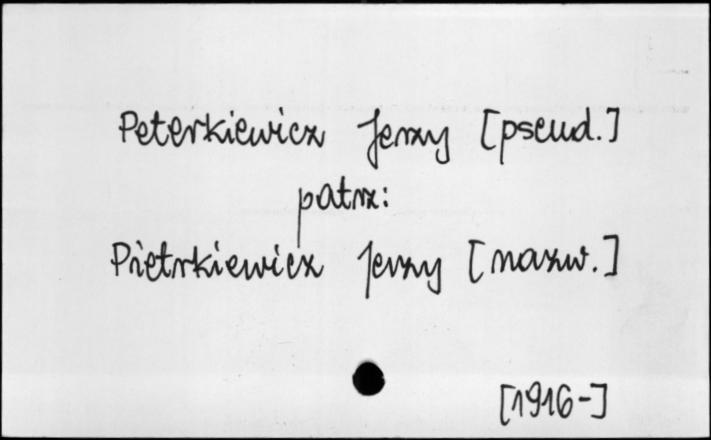 Peterkiewicz Jerzy [pseud.]
patrz:
Pietrkiewicz Jerzy [nazw.]
[1916-]